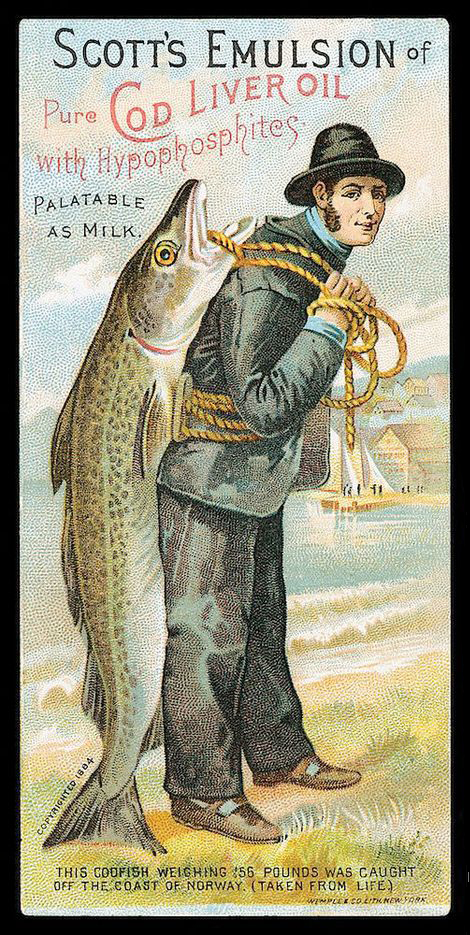 SCOTT'S EMULSION of
Pure COD LIVER OIL
with Hypophosphites
PALATABLE
AS MILK.
COPYRIGHTED 1884
THIS CODFISH, WEIGHING 156 POUNDS WAS CAUGHT
OFF THE COAST OF NORWAY. (TAKEN FROM LIFE.)
WEMPLE & CO. LITH. NEW YORK.